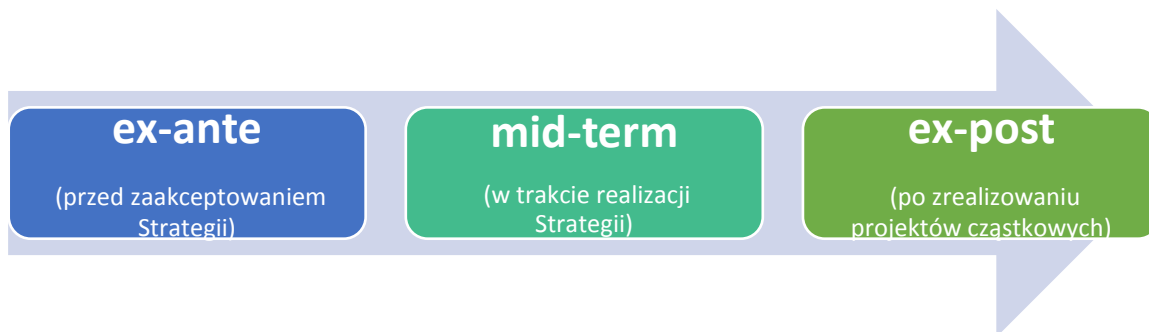 ex-ante
(przed zaakceptowaniem
Strategii)
mid-term
(w trakcie realizacji
Strategii)
ex-post
(po zrealizowaniu
projektów cząstkowych)